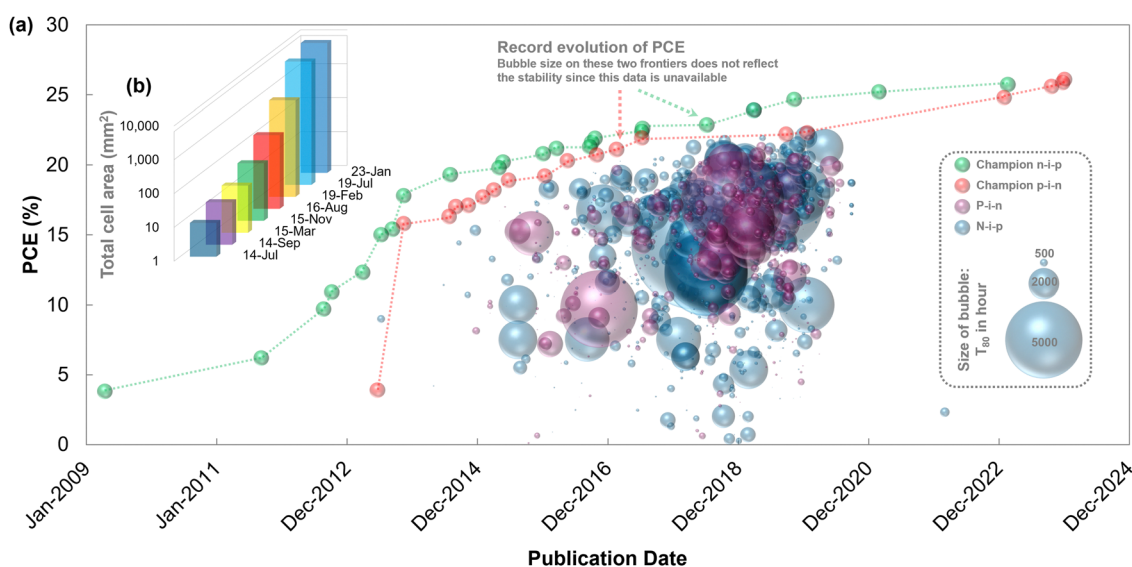 (a)
PCE (%)
30
25
20
15
10
5
0
(b)
Total cell area (mm²)
10,000
1,000
100
10
1
23-Jan
19-Jul
19-Feb
16-Aug
15-Nov
15-Mar
14-Sep
14-Jul
Record evolution of PCE
Bubble size on these two frontiers does not reflect
the stability since this data is unavailable
Champion n-i-p
Champion p-i-n
P-i-n
N-i-p
Size of bubble:
T₈₀ in hour
500
2000
5000
Jan-2009
Jan-2011
Dec-2012
Dec-2014
Dec-2016
Dec-2018
Dec-2020
Dec-2022
Dec-2024
Publication Date